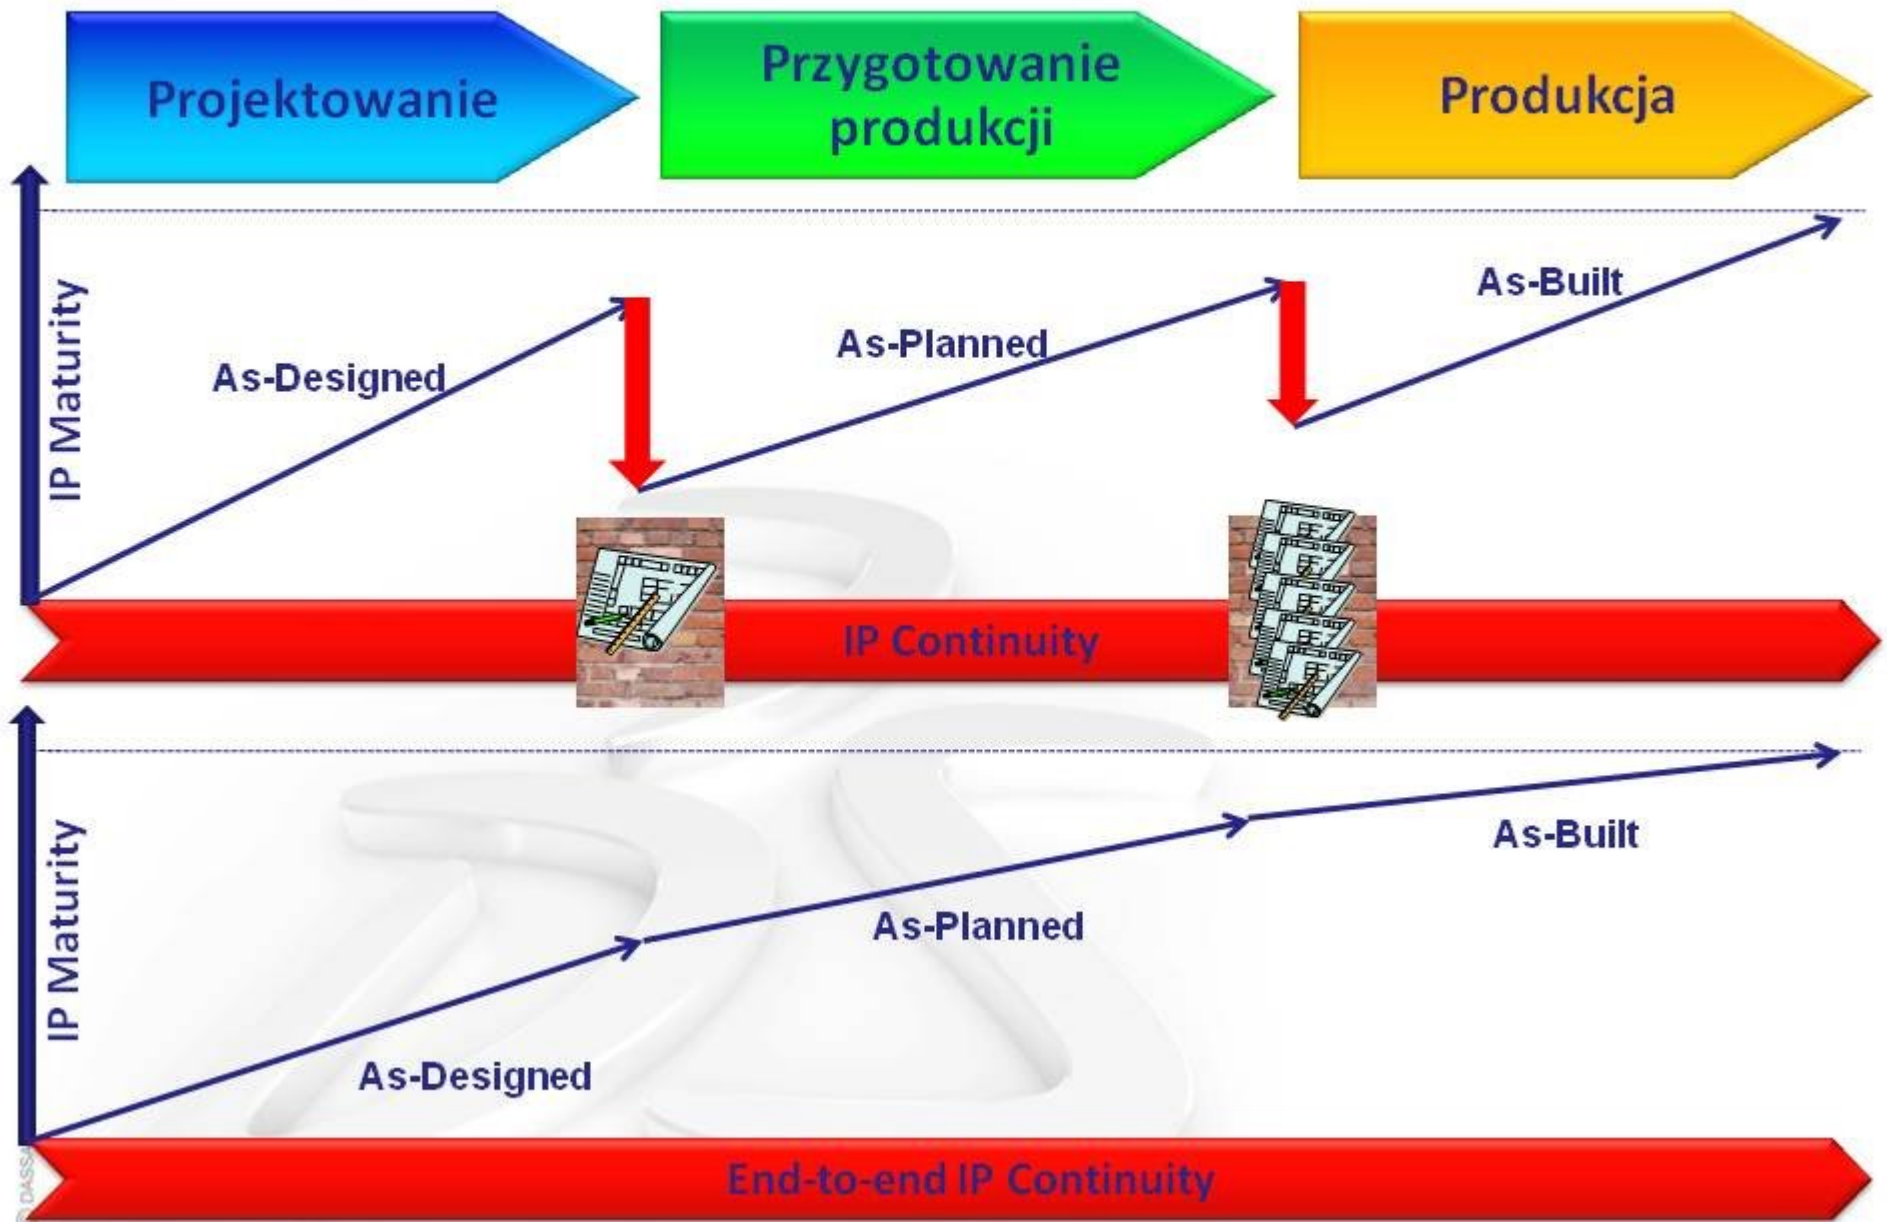 Projektowanie
Przygotowanie
produkcji
Produkcja
IP Maturity
As-Designed
As-Planned
As-Built
IP Continuity
IP Maturity
As-Designed
As-Planned
As-Built
End-to-end IP Continuity